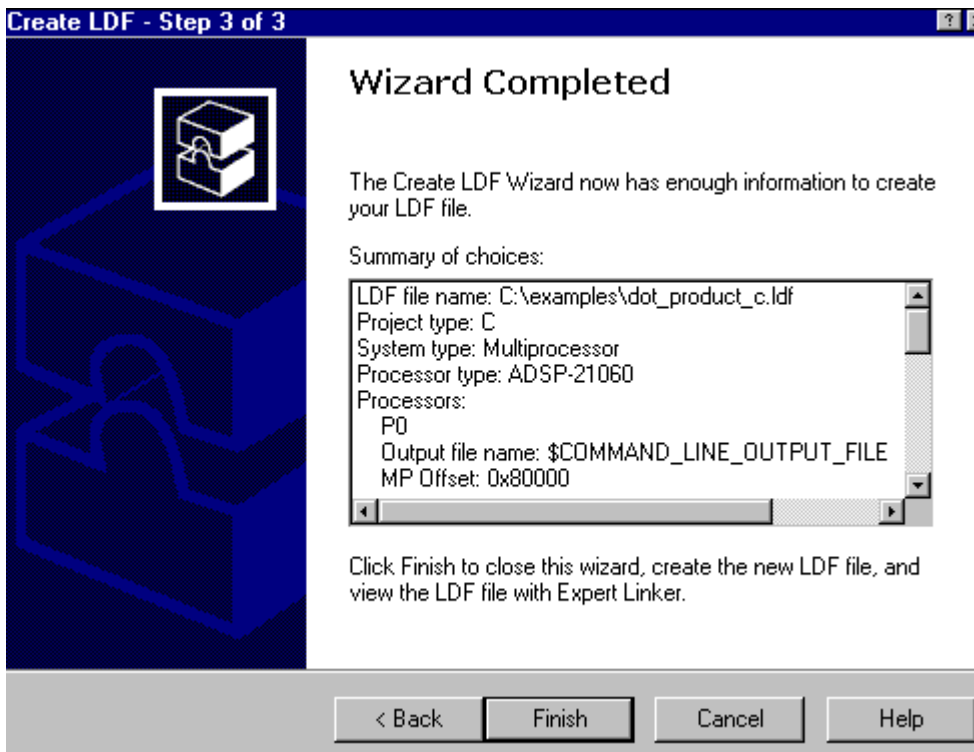 Create LDF - Step 3 of 3
?
Wizard Completed
The Create LDF Wizard now has enough information to create
your LDF file.
Summary of choices:
LDF file name: C:\examples\dot_product_c.ldf
Project type: C
System type: Multiprocessor
Processor type: ADSP-21060
Processors:
P0
Output file name: $COMMAND_LINE_OUTPUT_FILE
MP Offset: 0x80000
Click Finish to close this wizard, create the new LDF file, and
view the LDF file with Expert Linker.
< Back
Finish
Cancel
Help